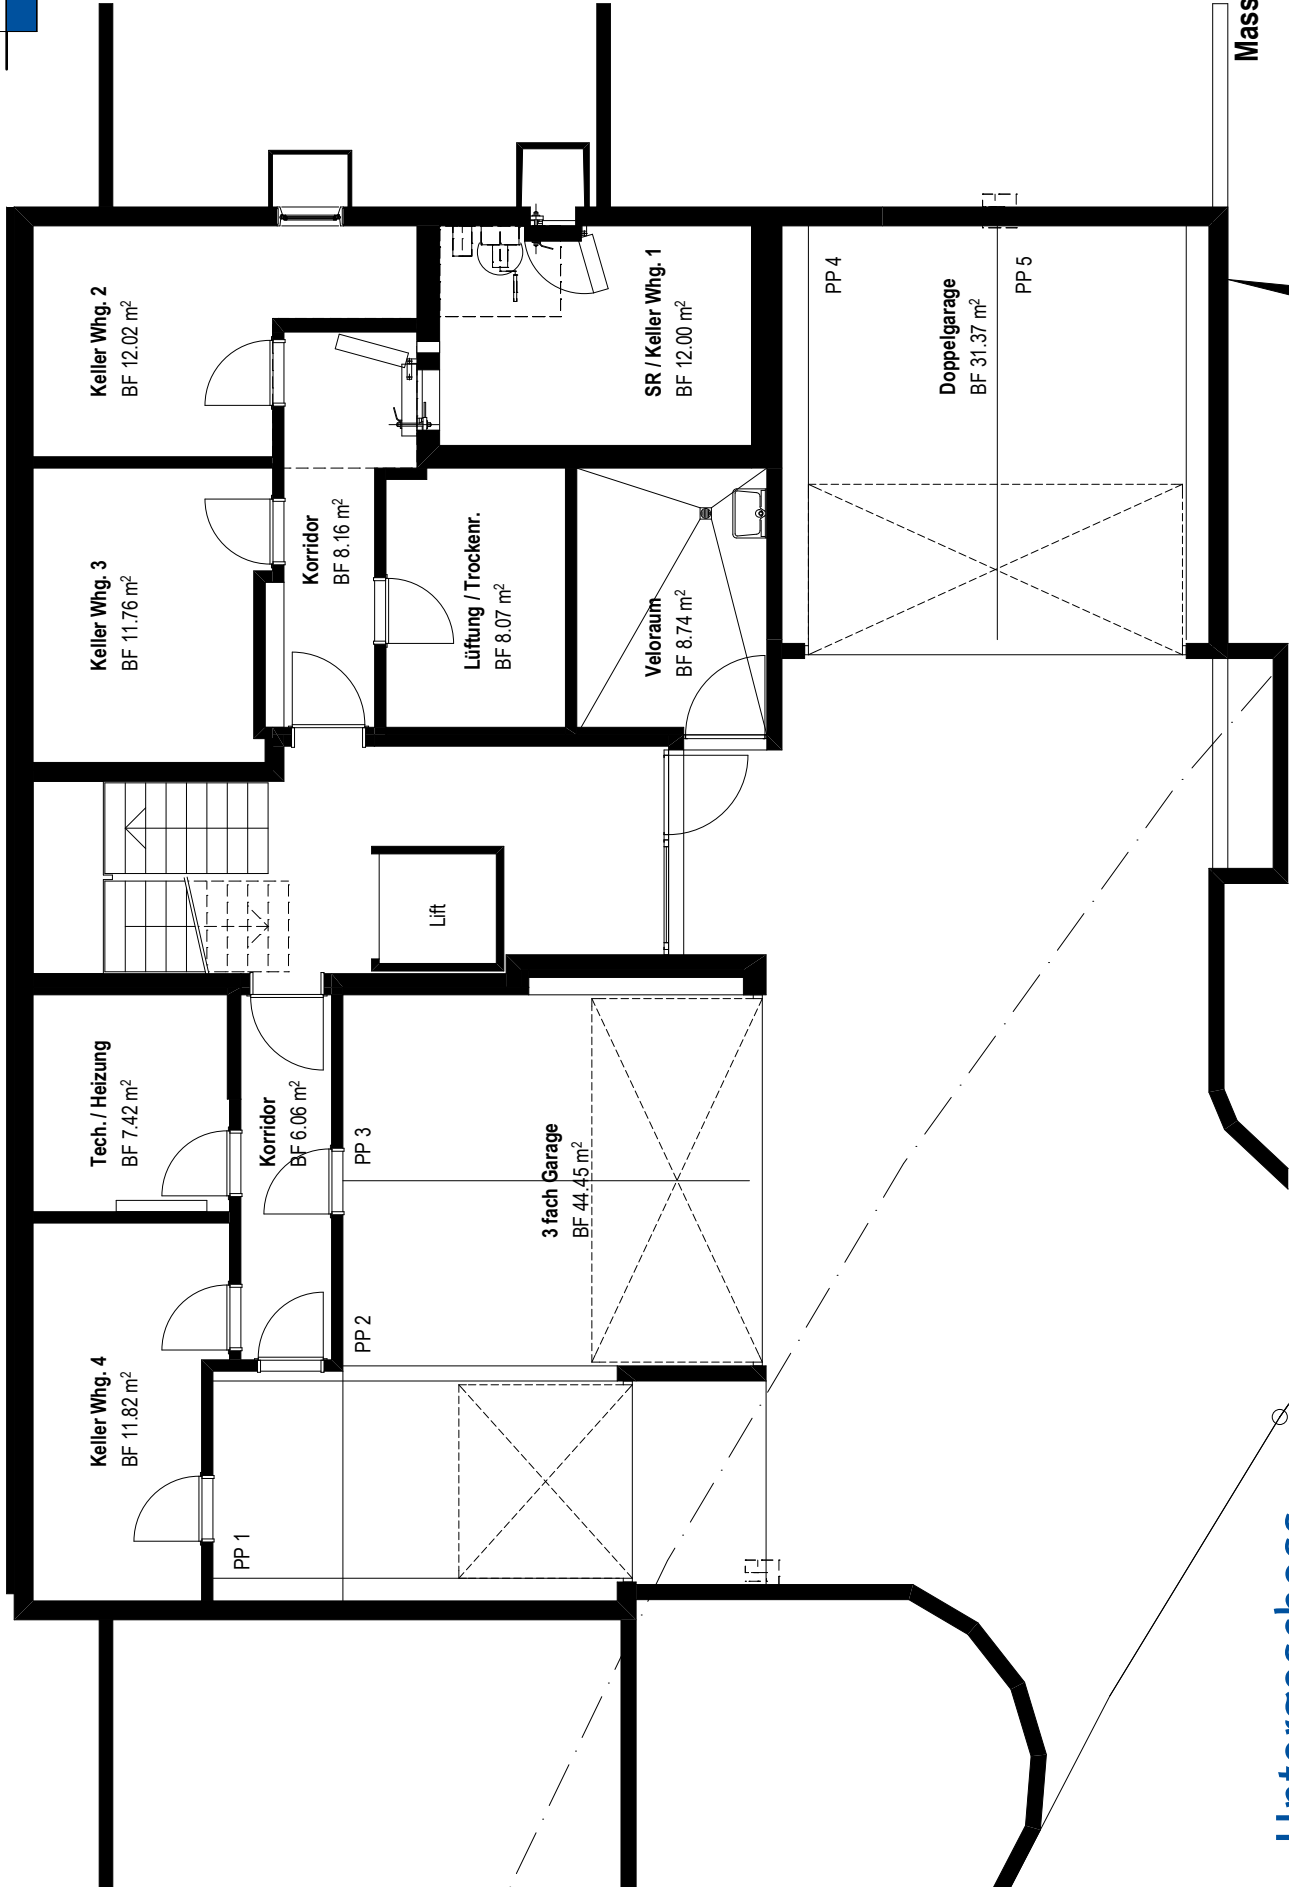 Keller Whg. 4
BF 11.82 m²
Tech. / Heizung
BF 7.42 m²
Keller Whg. 3
BF 11.76 m²
Keller Whg. 2
BF 12.02 m²
PP 1
Korridor
BF 6.06 m²
Korridor
BF 8.16 m²
PP 2
PP 3
Lift
Lüftung / Trockenr.
BF 8.07 m²
3 fach Garage
BF 44.45 m²
Veloraum
BF 8.74 m²
SR / Keller Whg. 1
BF 12.00 m²
PP 4
Doppelgarage
BF 31.37 m²
PP 5
Mass